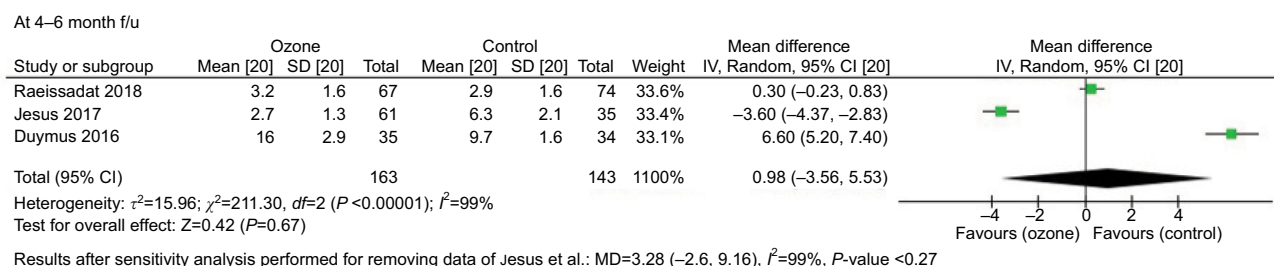 At 4–6 month f/u
Ozone Control Mean difference Mean difference
Study or subgroup Mean [20] SD [20] Total Mean [20] SD [20] Total Weight IV, Random, 95% CI [20] IV, Random, 95% CI [20]
Raeissadat 2018 3.2 1.6 67 2.9 1.6 74 33.6% 0.30 (–0.23, 0.83)
Jesus 2017 2.7 1.3 61 6.3 2.1 35 33.4% –3.60 (–4.37, –2.83)
Duymus 2016 16 2.9 35 9.7 1.6 34 33.1% 6.60 (5.20, 7.40)
Total (95% CI) 163 143 1100% 0.98 (–3.56, 5.53)
Heterogeneity: τ²=15.96; χ²=211.30, df=2 (P <0.00001); I²=99%
Test for overall effect: Z=0.42 (P=0.67)
–4 –2 0 2 4
Favours (ozone) Favours (control)
Results after sensitivity analysis performed for removing data of Jesus et al.: MD=3.28 (–2.6, 9.16), I²=99%, P-value <0.27